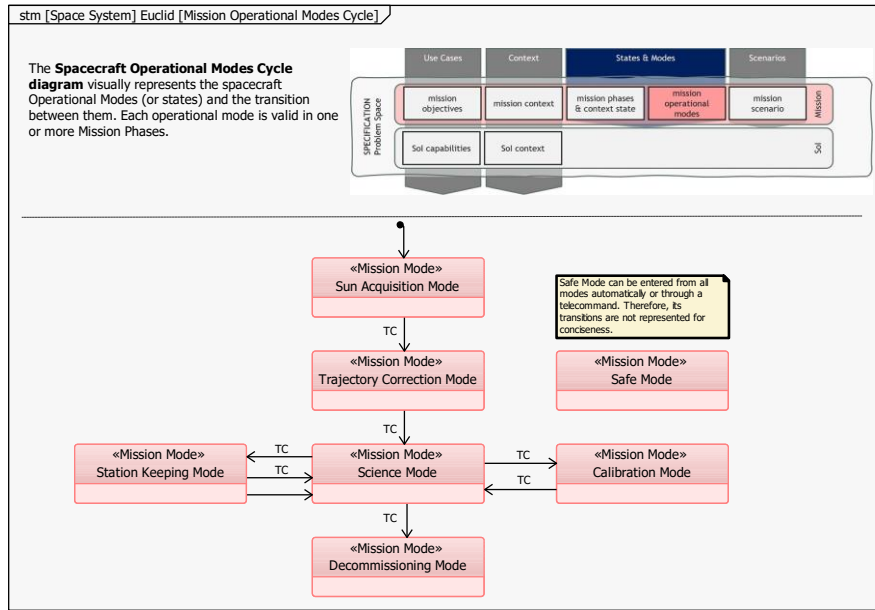 stm [Space System] Euclid [Mission Operational Modes Cycle]
The Spacecraft Operational Modes Cycle
diagram visually represents the spacecraft
Operational Modes (or states) and the transition
between them. Each operational mode is valid in one
or more Mission Phases.
Use Cases
Context
States & Modes
Scenarios
SPECIFICATION
Problem Space
mission
objectives
mission context
mission phases
& context state
mission
operational
modes
mission
scenario
Mission
SoI capabilities
SoI context
SoI
«Mission Mode»
Sun Acquisition Mode
Safe Mode can be entered from all
modes automatically or through a
telecommand. Therefore, its
transitions are not represented for
conciseness.
TC
«Mission Mode»
Trajectory Correction Mode
«Mission Mode»
Safe Mode
TC
«Mission Mode»
Station Keeping Mode
TC
TC
«Mission Mode»
Science Mode
TC
TC
«Mission Mode»
Calibration Mode
TC
«Mission Mode»
Decommissioning Mode